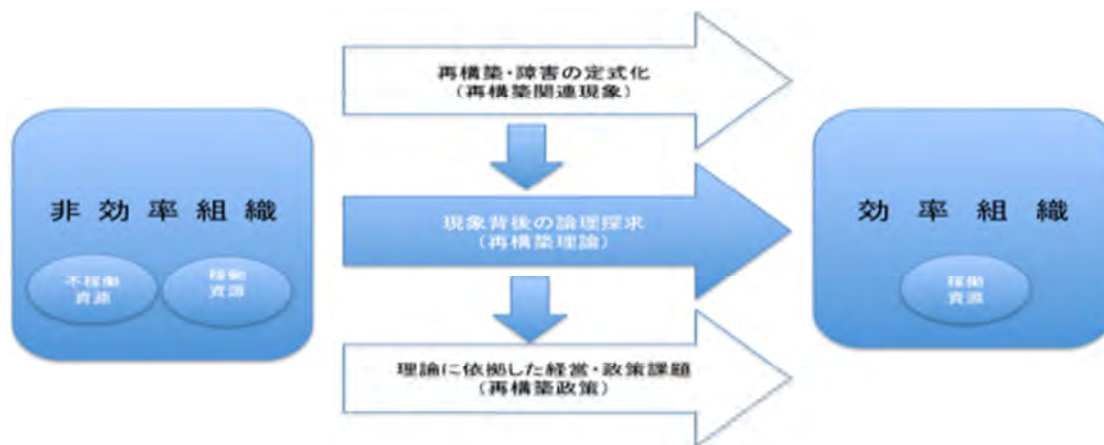 再構築・障害の定式化
(再構築関連現象)
非効率組織
不稼働
資源
稼働
資源
現象背後の論理探求
(再構築理論)
効率組織
稼働
資源
理論に依拠した経営・政策課題
(再構築政策)